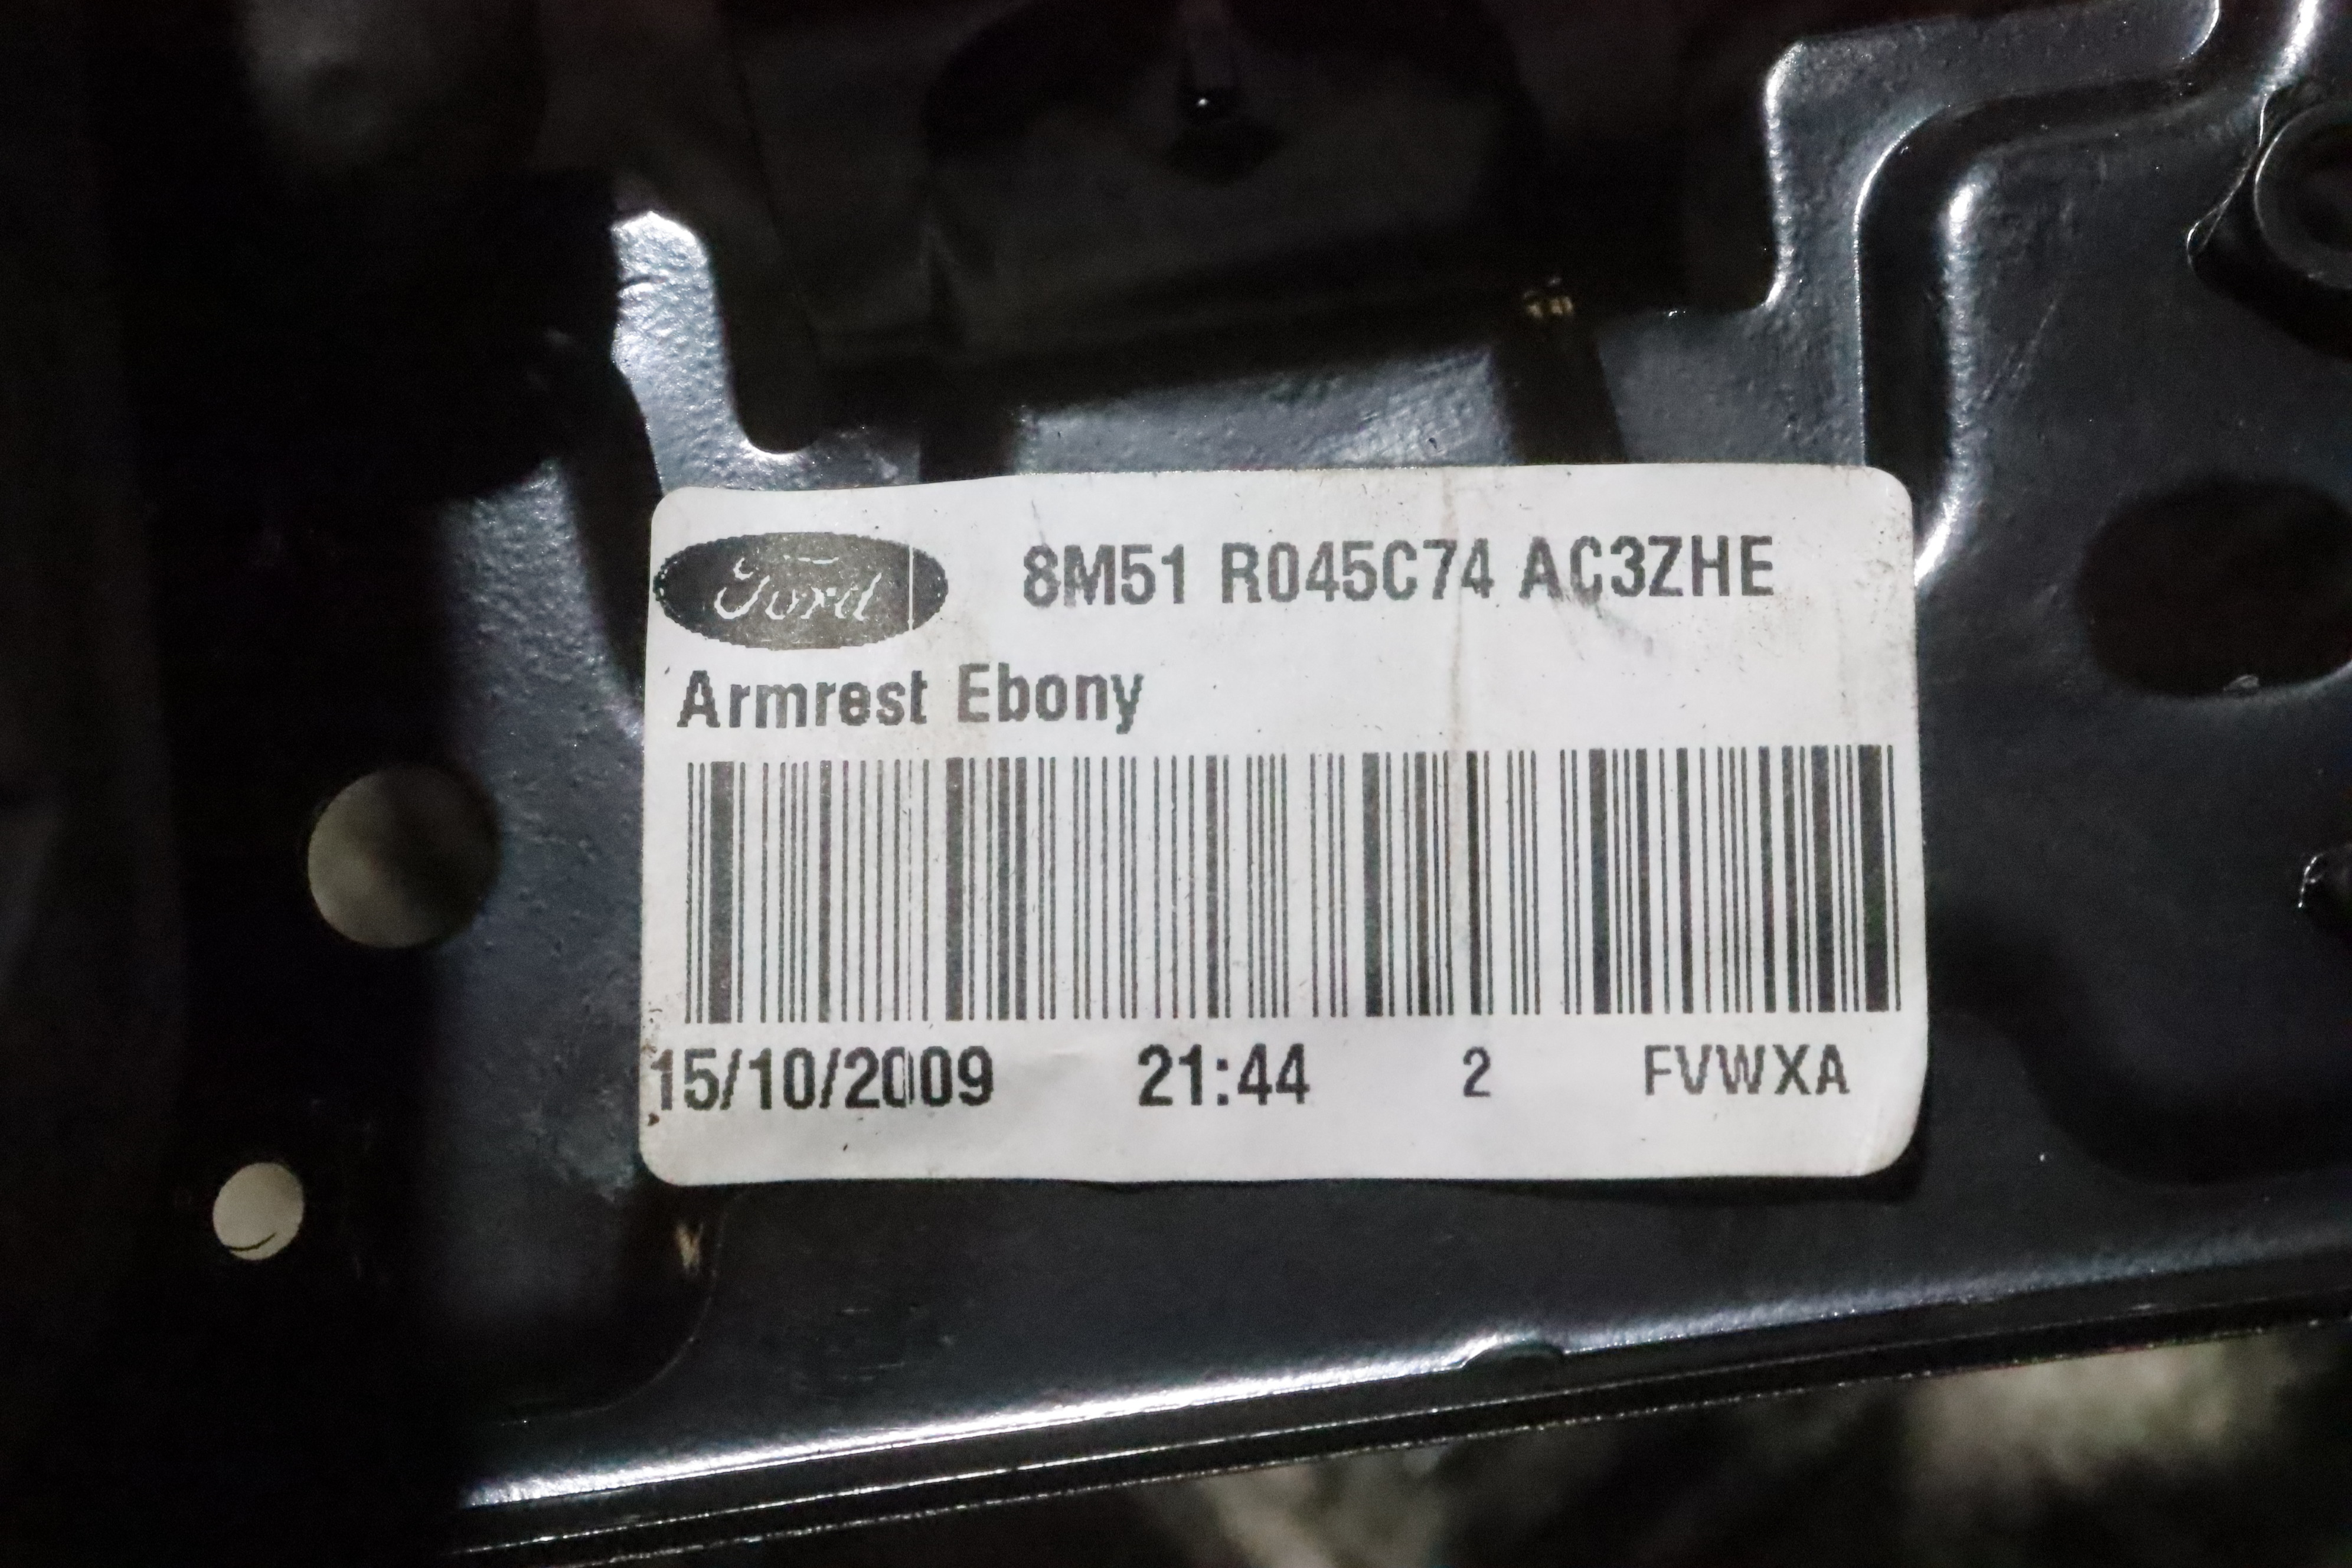 Ford 8M51 R045C74 AC3ZHE
Armrest Ebony
15/10/2009 21:44 2 FVWXA